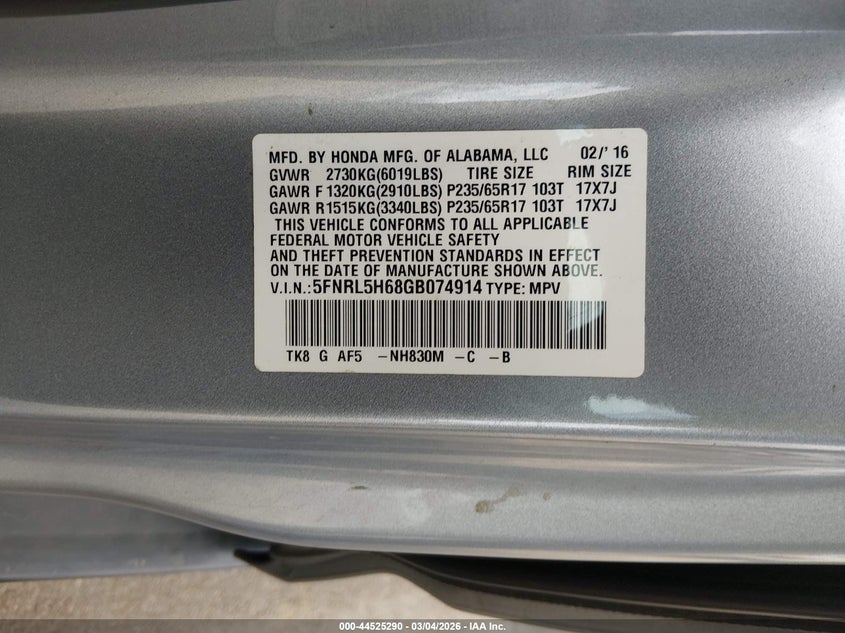 MFD. BY HONDA MFG. OF ALABAMA, LLC 02/' 16
GVWR 2730KG(6019LBS) TIRE SIZE RIM SIZE
GAWR F 1320KG(2910LBS) P235/65R17 103T 17X7J
GAWR R1515KG(3340LBS) P235/65R17 103T 17X7J
THIS VEHICLE CONFORMS TO ALL APPLICABLE
FEDERAL MOTOR VEHICLE SAFETY
AND THEFT PREVENTION STANDARDS IN EFFECT
ON THE DATE OF MANUFACTURE SHOWN ABOVE.
V.I.N.:5FNRL5H68GB074914 TYPE: MPV
TK8 G AF5 -NH830M -C -B
000-44525290 - 03/04/2026 - IAA Inc.